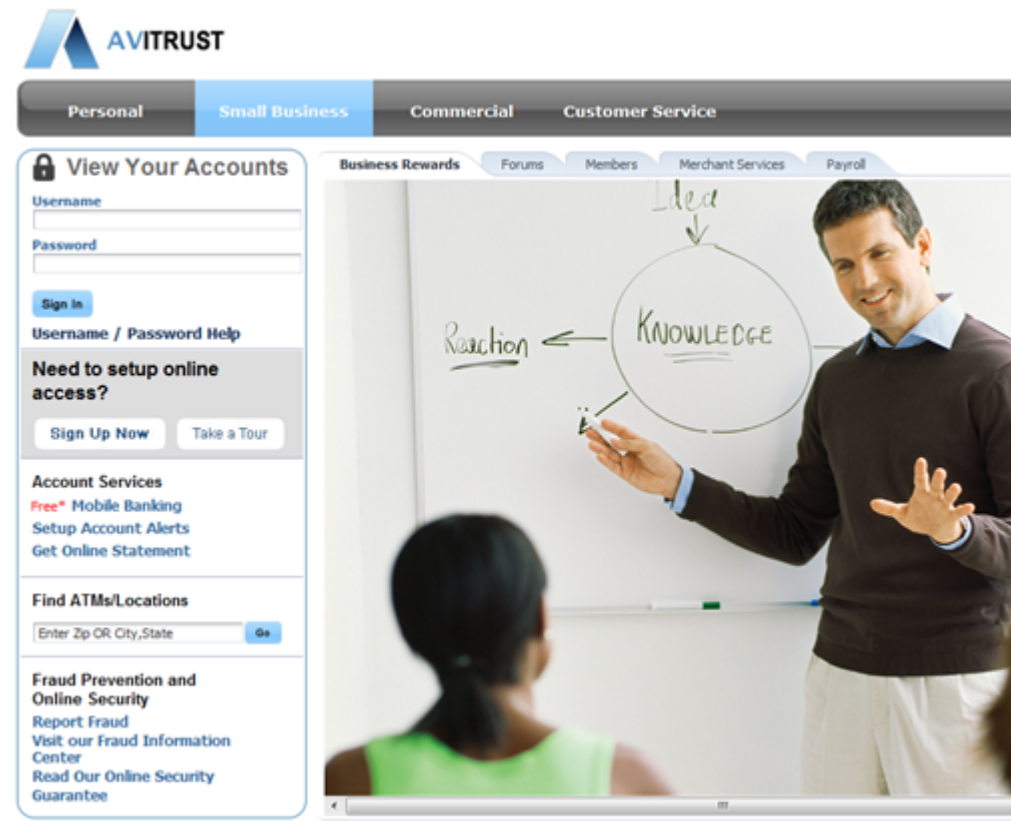 AVITRUST
Personal Small Business Commercial Customer Service
View Your Accounts
Username
Password
Sign In
Username / Password Help
Need to setup online
access?
Sign Up Now Take a Tour
Account Services
Free* Mobile Banking
Setup Account Alerts
Get Online Statement
Find ATMs/Locations
Enter Zip OR City,State Go
Fraud Prevention and
Online Security
Report Fraud
Visit our Fraud Information
Center
Read Our Online Security
Guarantee
Business Rewards Forums Members Merchant Services Payroll
Idea
Reaction KNOWLEDGE